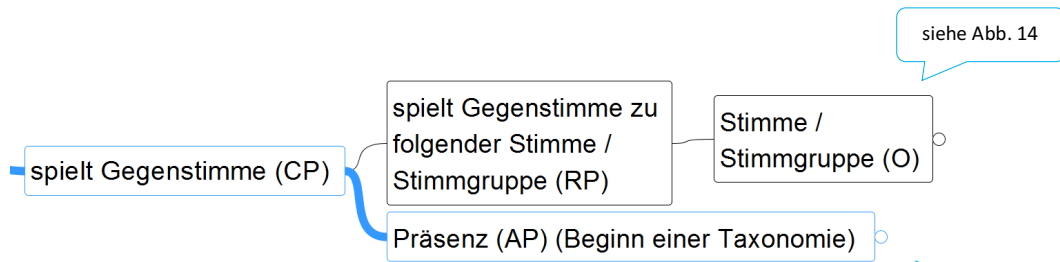 siehe Abb. 14
spielt Gegenstimme (CP)
spielt Gegenstimme zu
folgender Stimme /
Stimmgruppe (RP)
Stimme /
Stimmgruppe (O)
Präsenz (AP) (Beginn einer Taxonomie)